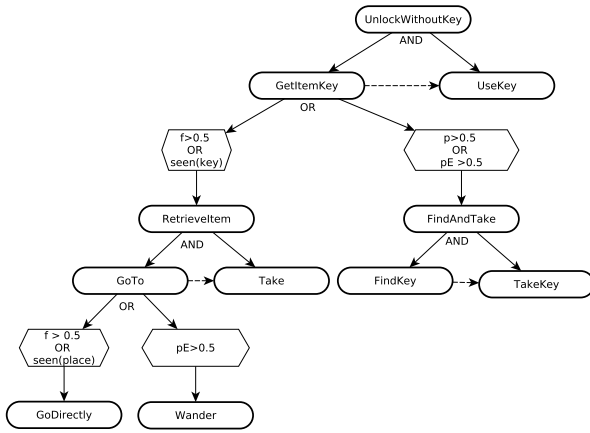 UnlockWithoutKey
AND
GetItemKey
UseKey
OR
f>0.5
OR
seen(key)
p>0.5
OR
pE >0.5
RetrieveItem
FindAndTake
AND
AND
GoTo
Take
FindKey
TakeKey
OR
f > 0.5
OR
seen(place)
pE>0.5
GoDirectly
Wander